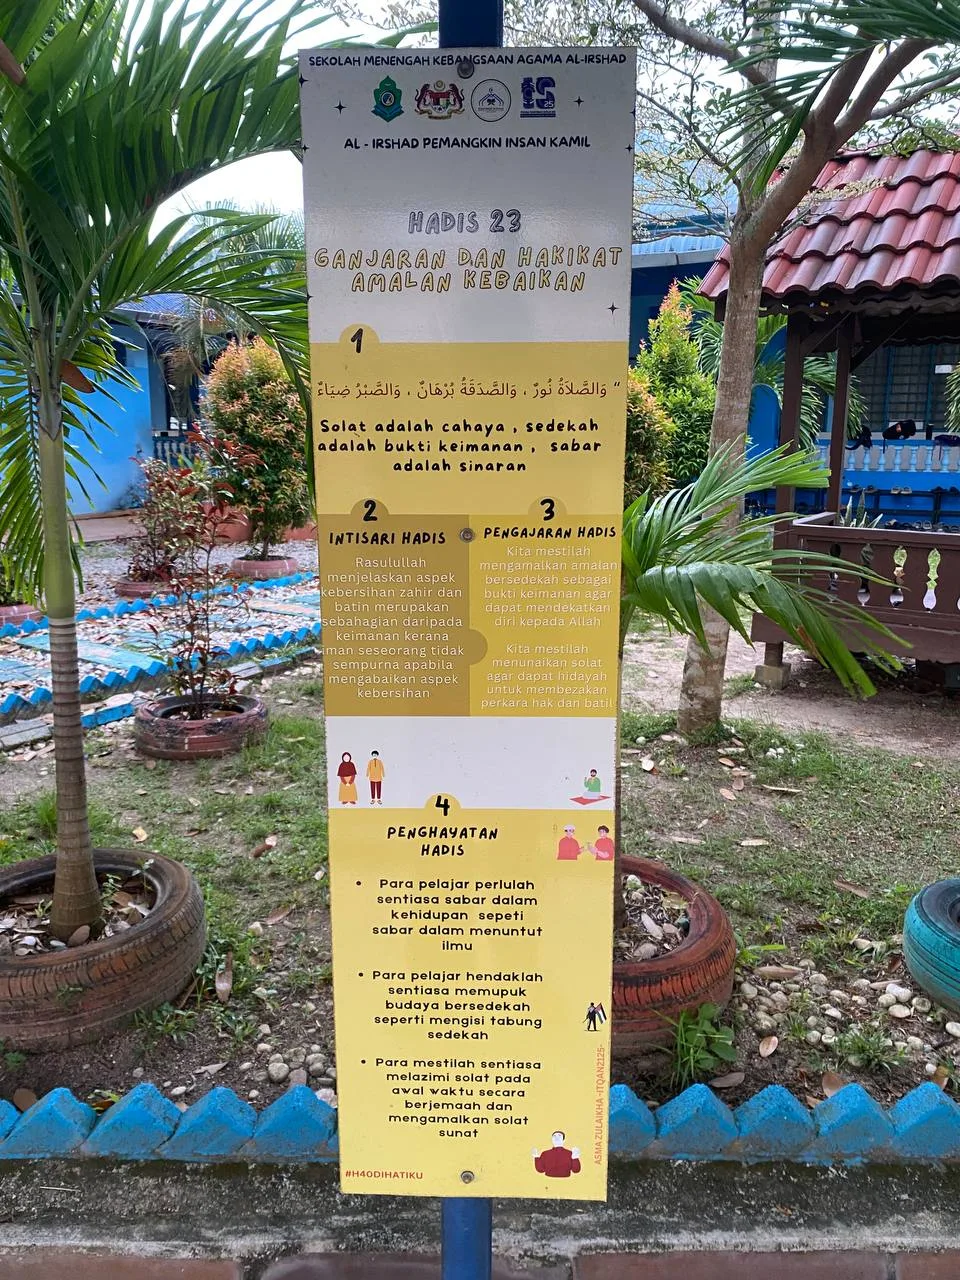 SEKOLAH MENENGAH KEBANGSAAN AGAMA AL-IRSHAD
AL - IRSHAD PEMANGKIN INSAN KAMIL
HADIS 23
GANJARAN DAN HAKIKAT
AMALAN KEBAIKAN
1
" وَالصَّلاَةُ نُورٌ ، وَالصَّدَقَةُ بُرْهَانٌ ، وَالصَّبْرُ ضِيَاءٌ
Solat adalah cahaya , sedekah
adalah bukti keimanan , sabar
adalah sinaran
2
INTISARI HADIS
Rasulullah
menjelaskan aspek
kebersihan zahir dan
batin merupakan
sebahagian daripada
keimanan kerana
iman seseorang tidak
sempurna apabila
mengabaikan aspek
kebersihan
3
PENGAJARAN HADIS
Kita mestilah
mengamalkan amalan
bersedekah sebagai
bukti keimanan agar
dapat mendekatkan
diri kepada Allah
Kita mestilah
menunaikan solat
agar dapat hidayah
untuk membezakan
perkara hak dan batil
4
PENGHAYATAN
HADIS
• Para pelajar perlulah
sentiasa sabar dalam
kehidupan sepeti
sabar dalam menuntut
ilmu
• Para pelajar hendaklah
sentiasa memupuk
budaya bersedekah
seperti mengisi tabung
sedekah
• Para mestilah sentiasa
melazimi solat pada
awal waktu secara
berjemaah dan
mengamalkan solat
sunat
#H40DIHATIKU
ASMA ZULAIKHA -ITQAN2125-